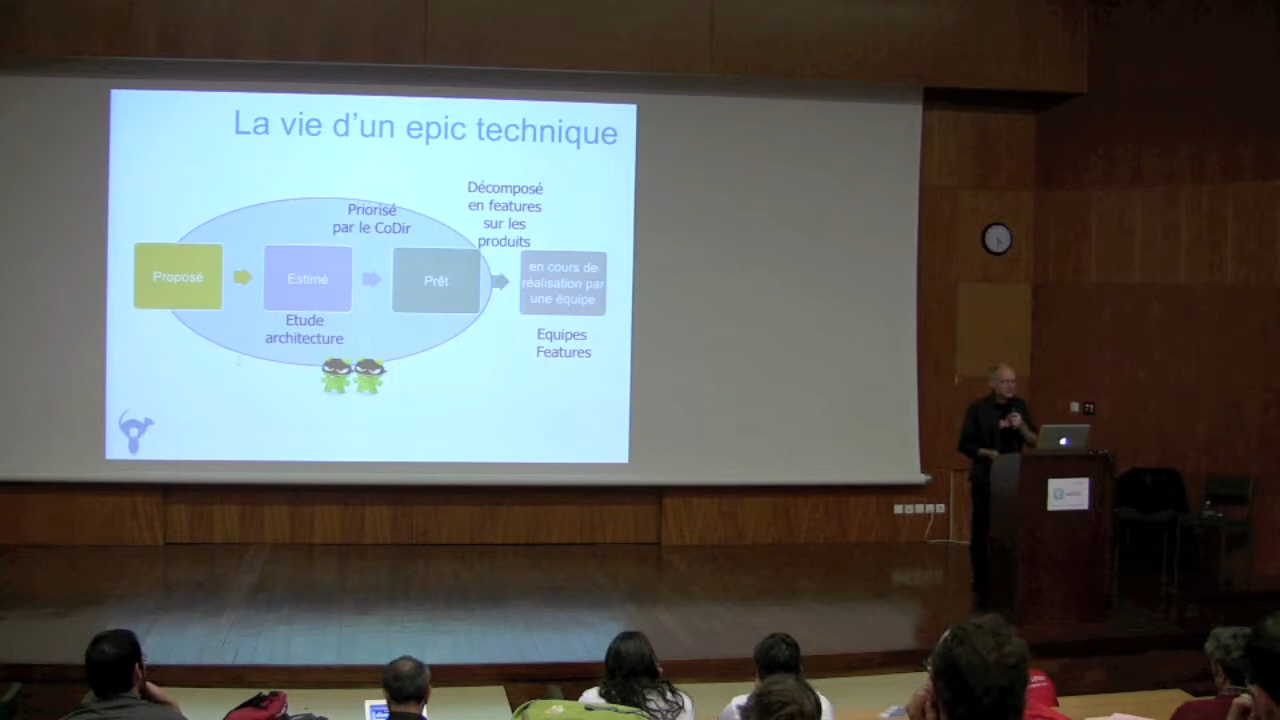 La vie d'un epic technique
Décomposé
en features
sur les
produits
Priorisé
par le CoDir
Proposé
Estimé
Prêt
en cours de
réalisation par
une équipe
Etude
architecture
Equipes
Features